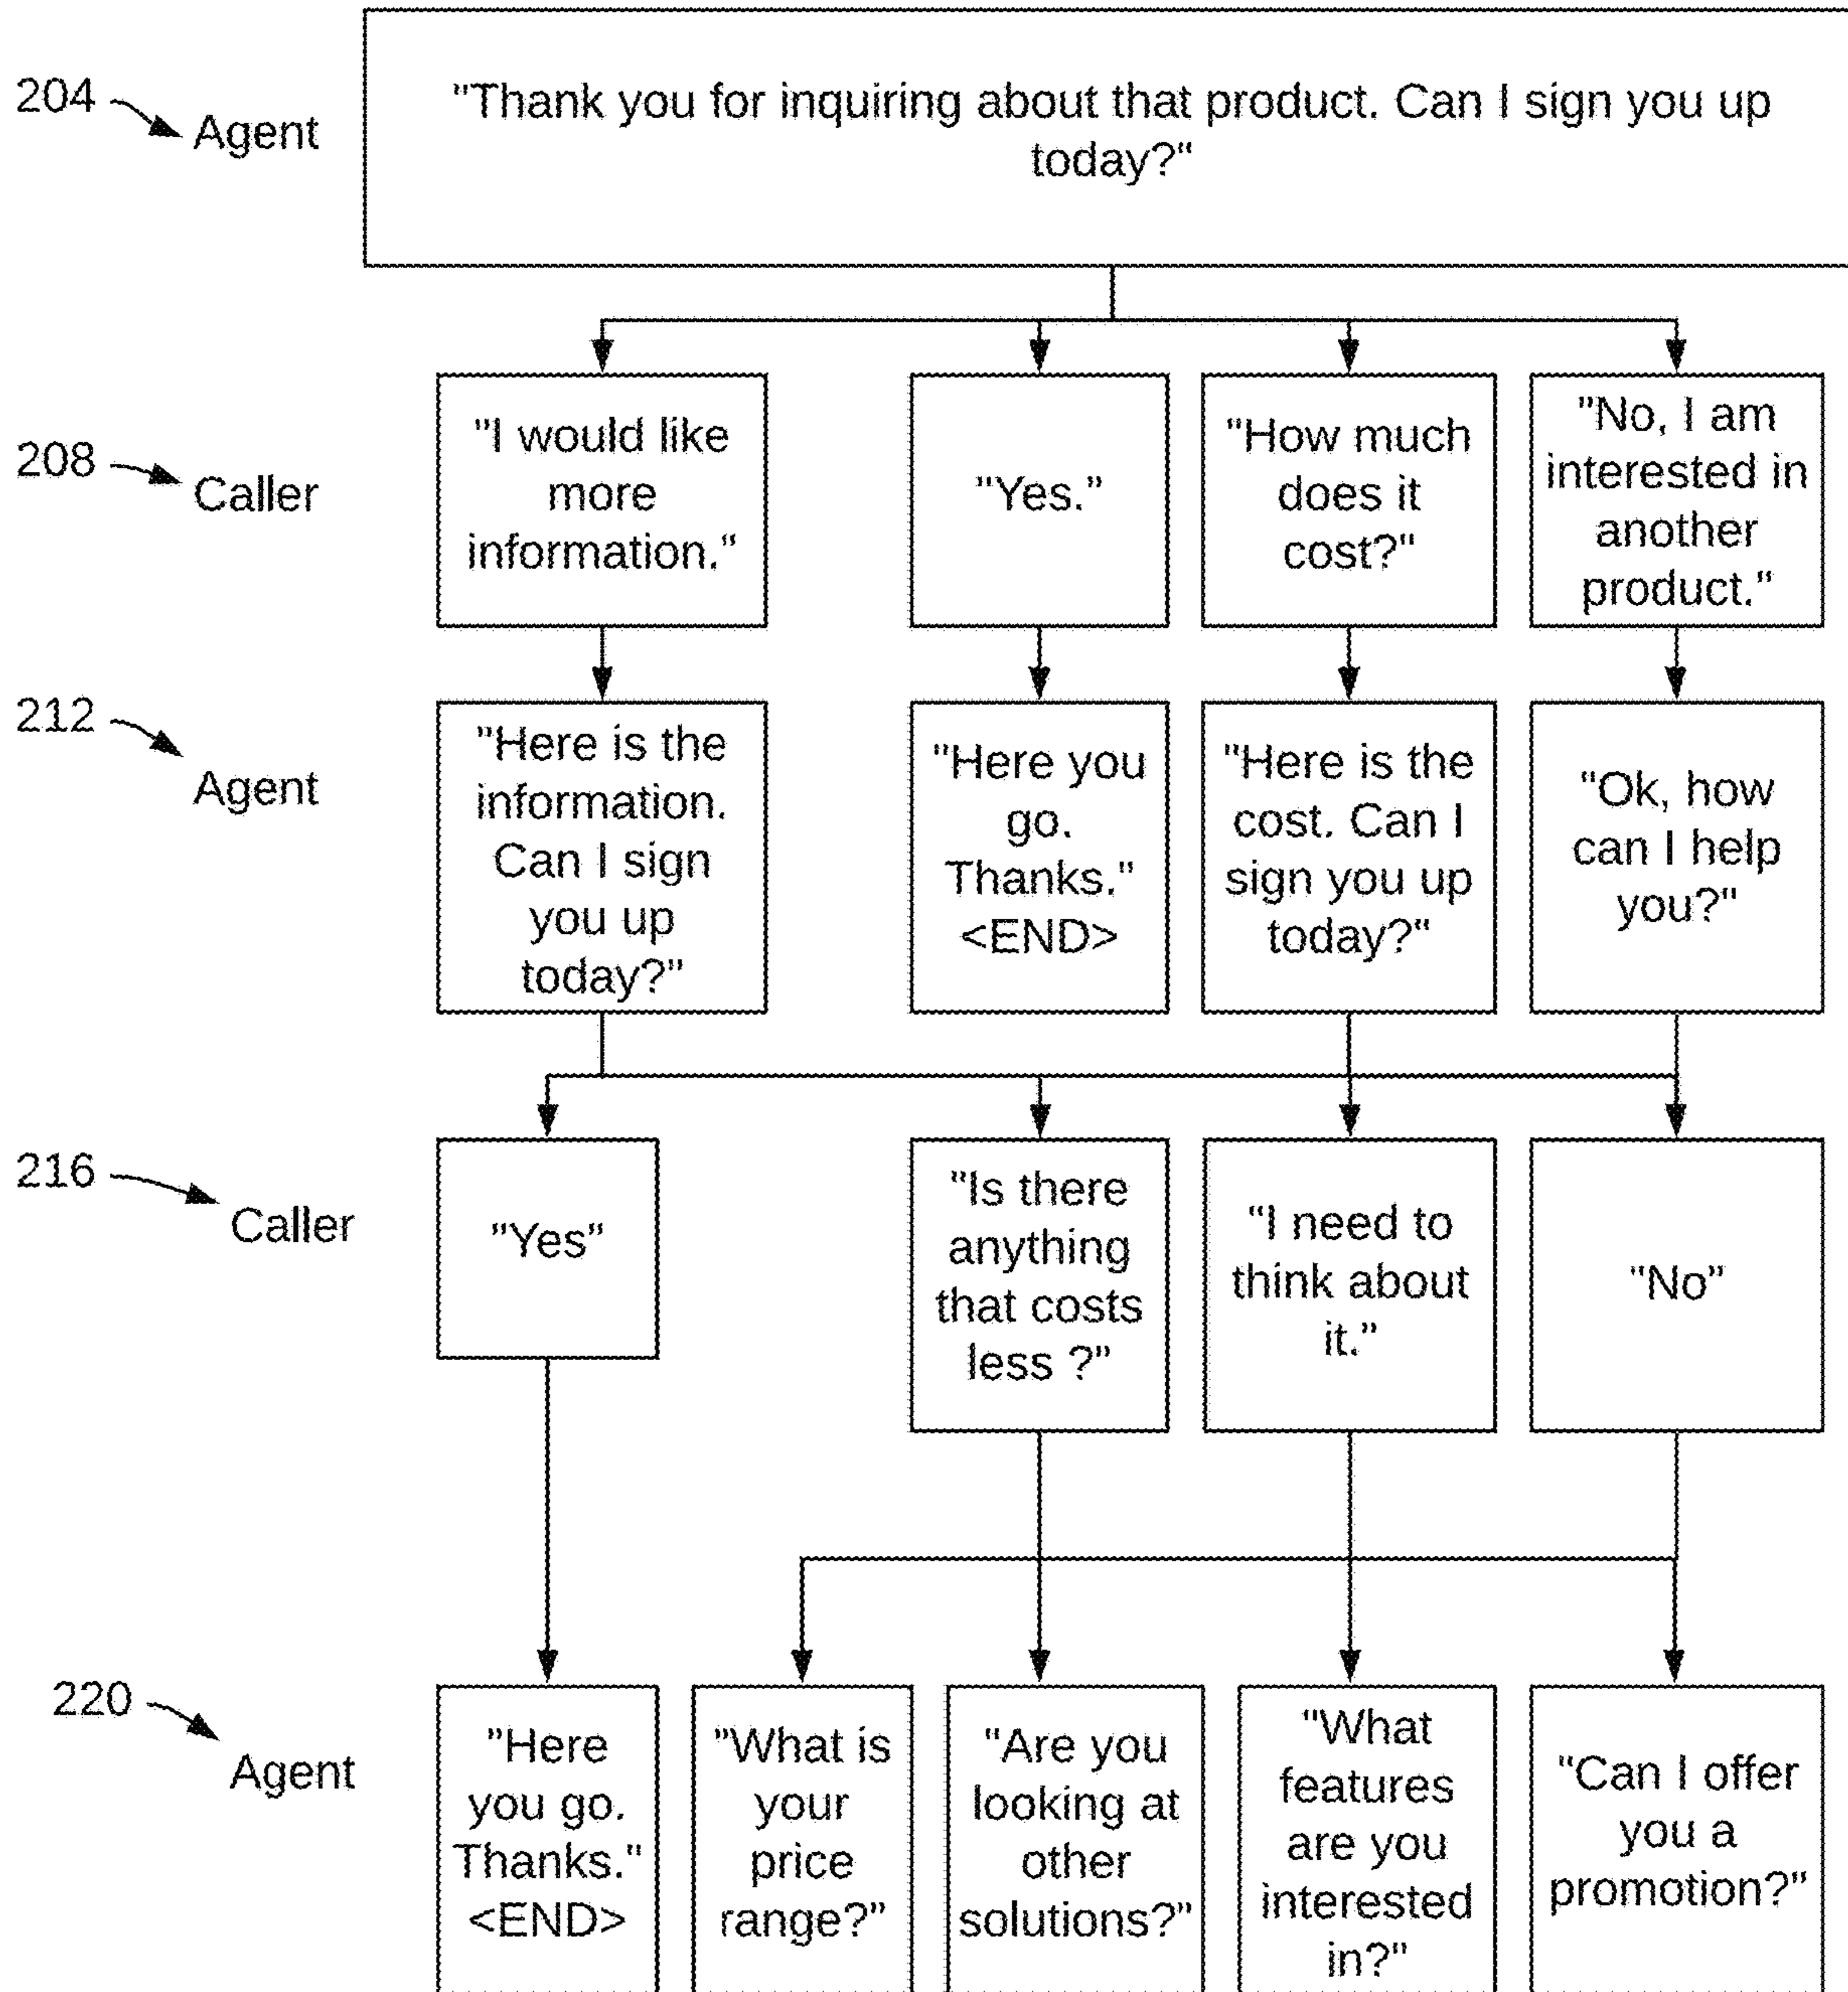 204
Agent
"Thank you for inquiring about that product. Can I sign you up
today?"
208
Caller
"I would like
more
information."
"Yes."
"How much
does it
cost?"
"No, I am
interested in
another
product."
212
Agent
"Here is the
information.
Can I sign
you up
today?"
"Here you
go.
Thanks."
<END>
"Here is the
cost. Can I
sign you up
today?"
"Ok, how
can I help
you?"
216
Caller
"Yes"
"Is there
anything
that costs
less ?"
"I need to
think about
it."
"No"
220
Agent
"Here
you go.
Thanks."
<END>
"What is
your
price
range?"
"Are you
looking at
other
solutions?"
"What
features
are you
interested
in?"
"Can I offer
you a
promotion?"